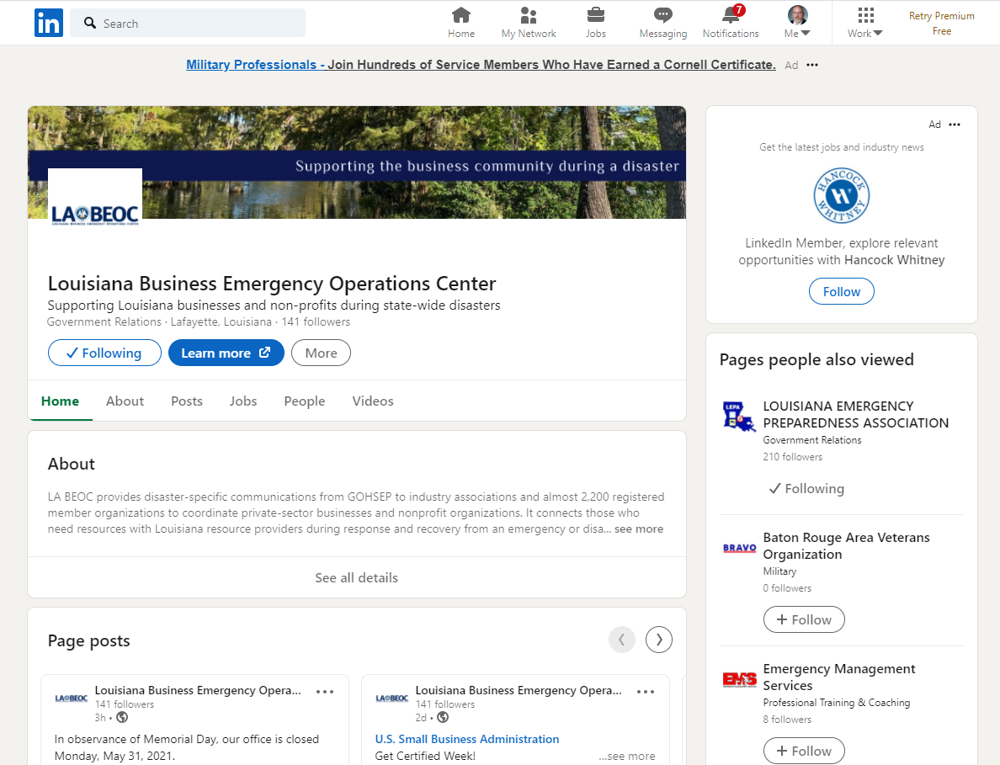 in
Search
Home
My Network
Jobs
Messaging
7
Notifications
Me
Work
Retry Premium
Free
Military Professionals - Join Hundreds of Service Members Who Have Earned a Cornell Certificate. Ad
Supporting the business community during a disaster
LA BEOC
LOUISIANA BUSINESS EMERGENCY OPERATIONS CENTER
Louisiana Business Emergency Operations Center
Supporting Louisiana businesses and non-profits during state-wide disasters
Government Relations · Lafayette, Louisiana · 141 followers
Following
Learn more
More
Home
About
Posts
Jobs
People
Videos
About
LA BEOC provides disaster-specific communications from GOHSEP to industry associations and almost 2,200 registered
member organizations to coordinate private-sector businesses and nonprofit organizations. It connects those who
need resources with Louisiana resource providers during response and recovery from an emergency or disa... see more
See all details
Page posts
LA BEOC
Louisiana Business Emergency Opera...
141 followers
3h •
In observance of Memorial Day, our office is closed
Monday, May 31, 2021.
LA BEOC
Louisiana Business Emergency Opera...
141 followers
2d •
U.S. Small Business Administration
Get Certified Week!
...see more
Ad
Get the latest jobs and industry news
HANCOCK
WHITNEY
LinkedIn Member, explore relevant
opportunities with Hancock Whitney
Follow
Pages people also viewed
LEPA
LOUISIANA EMERGENCY
PREPAREDNESS ASSOCIATION
Government Relations
210 followers
Following
BRAVO
Baton Rouge Area Veterans
Organization
Military
0 followers
+ Follow
EMS
Emergency Management
Services
Professional Training & Coaching
8 followers
+ Follow